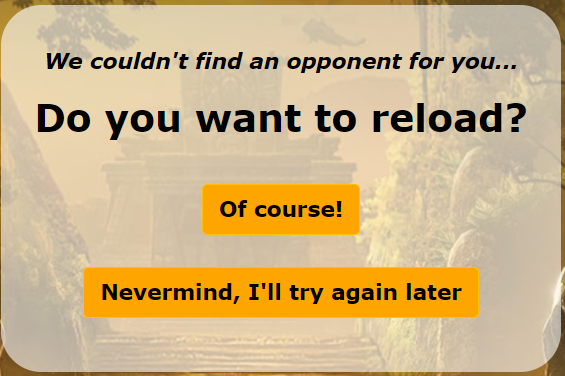 We couldn't find an opponent for you...
Do you want to reload?
Of course!
Nevermind, I'll try again later